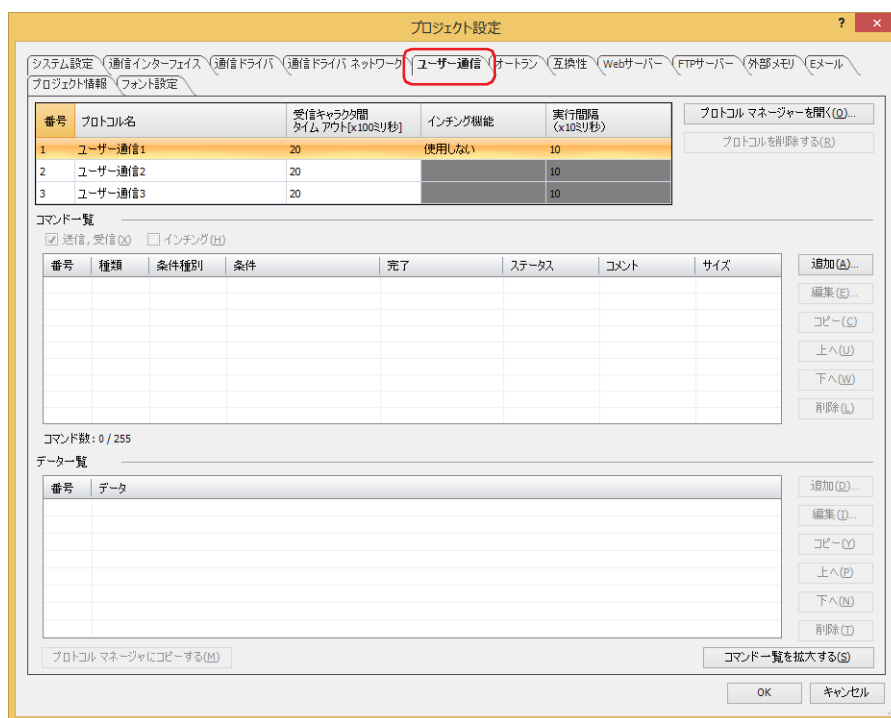 プロジェクト設定
? ×
システム設定 通信インターフェイス 通信ドライバ 通信ドライバ ネットワーク ユーザー通信 オートラン 互換性 Webサーバー FTPサーバー 外部メモリ Eメール
プロジェクト情報 フォント設定
番号 プロトコル名 受信キャラクタ間 タイム アウト[x100ミリ秒] インチング機能 実行間隔 (x10ミリ秒)
プロトコル マネージャーを開く(O)...
1 ユーザー通信1 20 使用しない 10
プロトコルを削除する(R)
2 ユーザー通信2 20 10
3 ユーザー通信3 20 10
コマンド一覧
送信, 受信(X) インチング(H)
番号 種類 条件種別 条件 完了 ステータス コメント サイズ
追加(A)...
編集(E)...
コピー(C)
上へ(U)
下へ(W)
削除(L)
コマンド数: 0 / 255
データ一覧
番号 データ
追加(D)...
編集(I)...
コピー(Y)
上へ(P)
下へ(N)
削除(T)
プロトコル マネージャにコピーする(M)
コマンド一覧を拡大する(S)
OK キャンセル